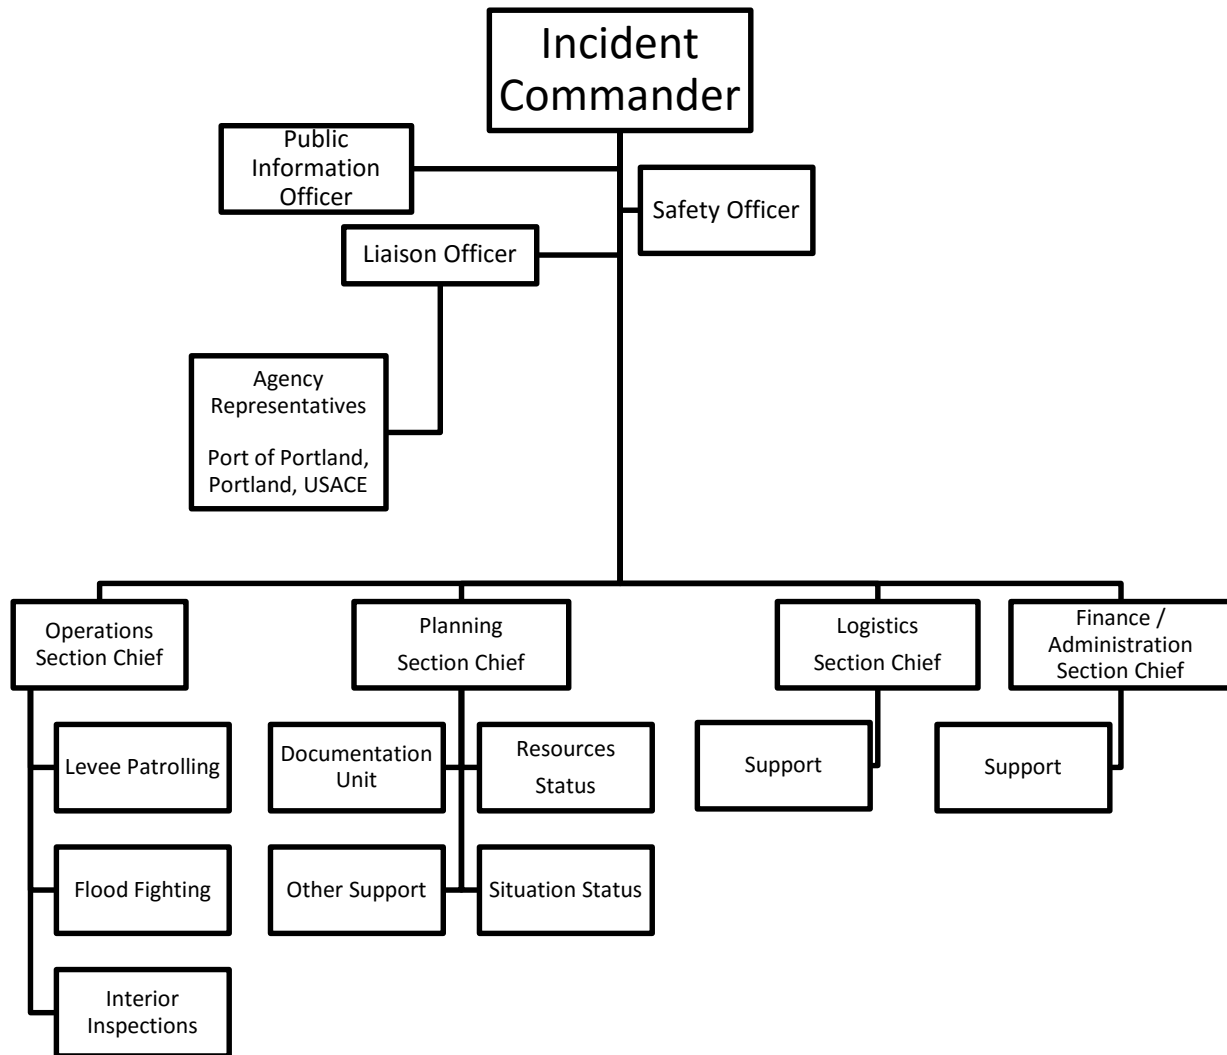 Incident
Commander
Public
Information
Officer
Safety Officer
Liaison Officer
Agency
Representatives
Port of Portland,
Portland, USACE
Operations
Section Chief
Planning
Section Chief
Logistics
Section Chief
Finance /
Administration
Section Chief
Levee Patrolling
Documentation
Unit
Resources
Status
Support
Support
Flood Fighting
Other Support
Situation Status
Interior
Inspections